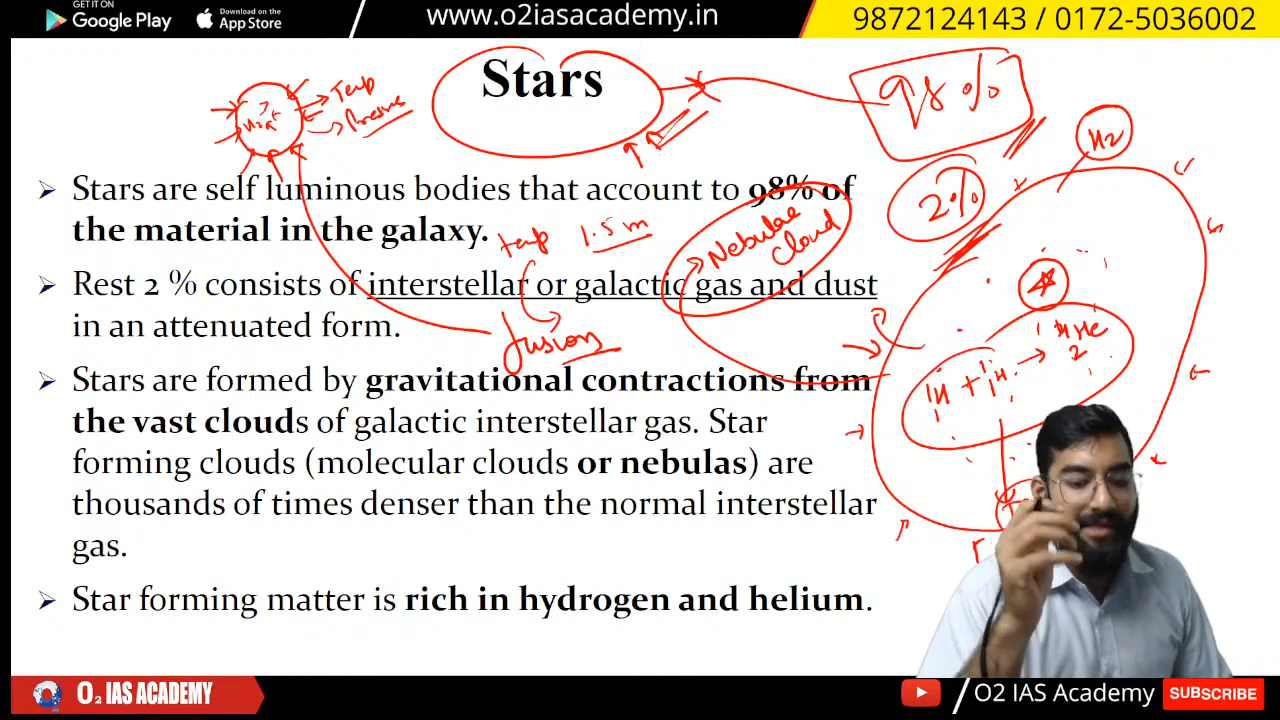 GET IT ON
Google Play
Download on the
App Store
www.o2iasacademy.in
9872124143 / 0172-5036002
Stars
Temp
Pressure
H2
98 %
H2
2%
➢ Stars are self luminous bodies that account to 98% of
the material in the galaxy.
temp 1.5 m
Nebulae
cloud
➢ Rest 2 % consists of interstellar or galactic gas and dust
in an attenuated form.
fusion
¹₁H + ¹₁H → He
2
➢ Stars are formed by gravitational contractions from
the vast clouds of galactic interstellar gas. Star
forming clouds (molecular clouds or nebulas) are
thousands of times denser than the normal interstellar
gas.
➢ Star forming matter is rich in hydrogen and helium.
O2 IAS ACADEMY
O2 IAS Academy
SUBSCRIBE